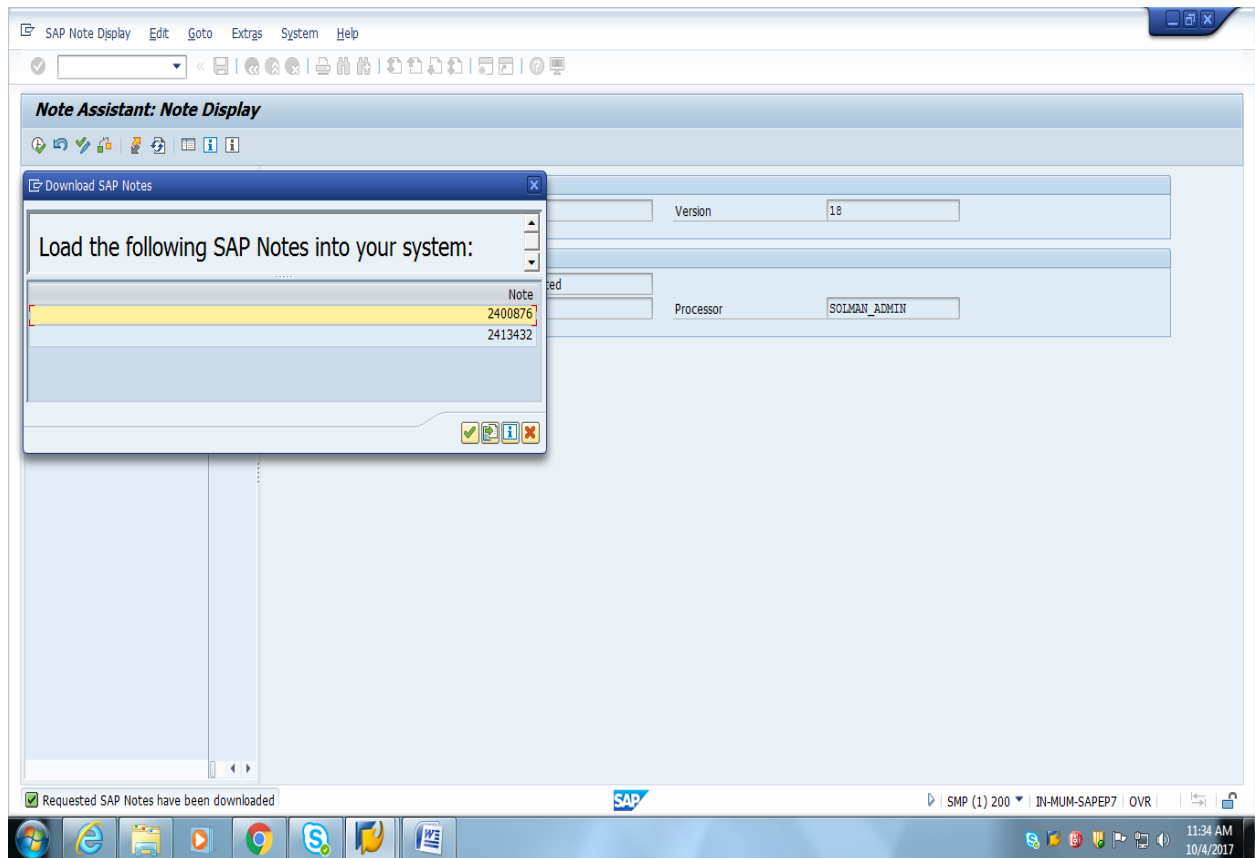 SAP Note Display Edit Goto Extras System Help
Note Assistant: Note Display
Download SAP Notes
Load the following SAP Notes into your system:
Note
2400876
2413432
Version 18
ted
Processor SOLMAN_ADMIN
Requested SAP Notes have been downloaded
SAP
SMP (1) 200 IN-MUM-SAPEP7 OVR
11:34 AM
10/4/2017